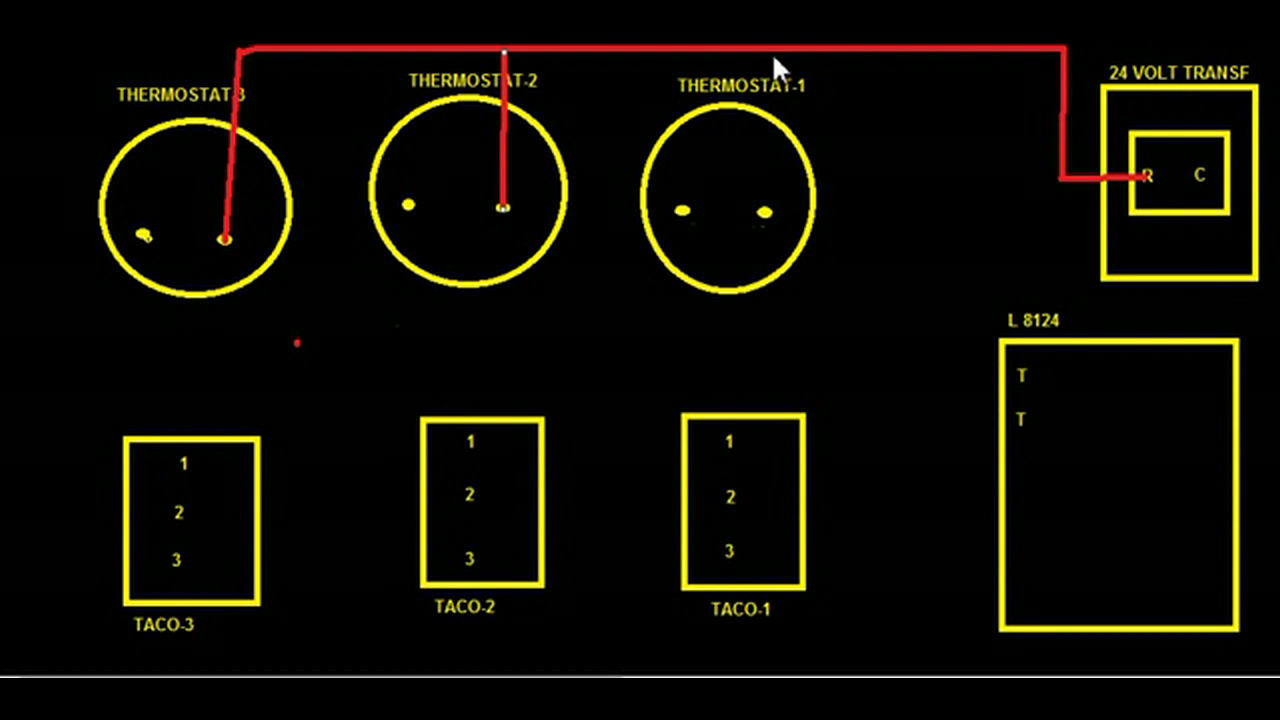 24 VOLT TRANSF
THERMOSTAT-2
THERMOSTAT-1
THERMOSTAT-3
R C
L 8124
T
T
1
2
3
TACO-3
1
2
3
TACO-2
1
2
3
TACO-1